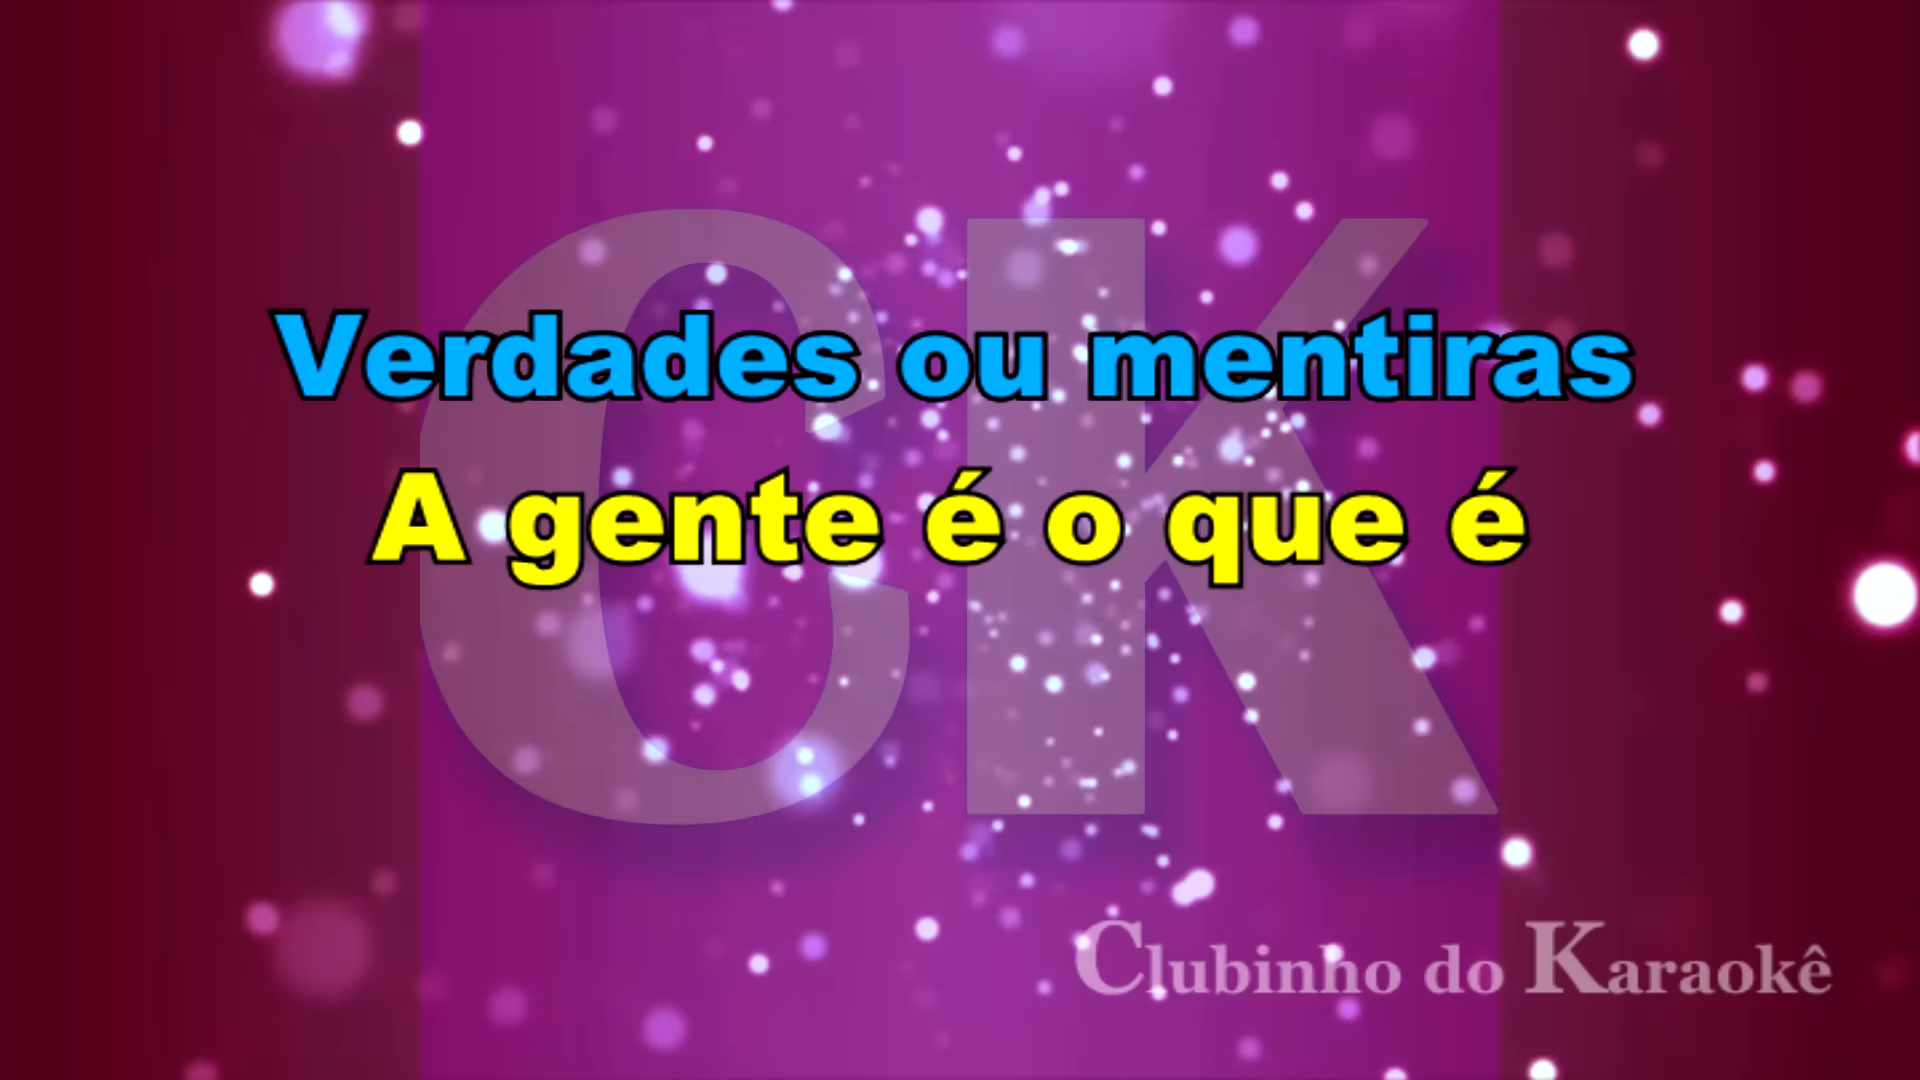 CK
Verdades ou mentiras
A gente é o que é
Clubinho do Karaokê